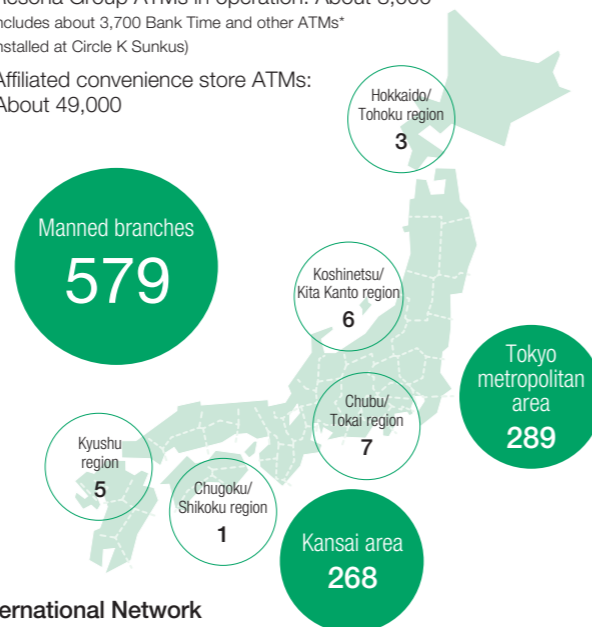 includes about 3,700 Bank Time and other ATMs*
installed at Circle K Sunkus)
Affiliated convenience store ATMs:
About 49,000
Hokkaido/
Tohoku region
3
Manned branches
579
Koshinetsu/
Kita Kanto region
6
Tokyo
metropolitan
area
289
Chubu/
Tokai region
7
Kyushu
region
5
Chugoku/
Shikoku region
1
Kansai area
268
ernational Network